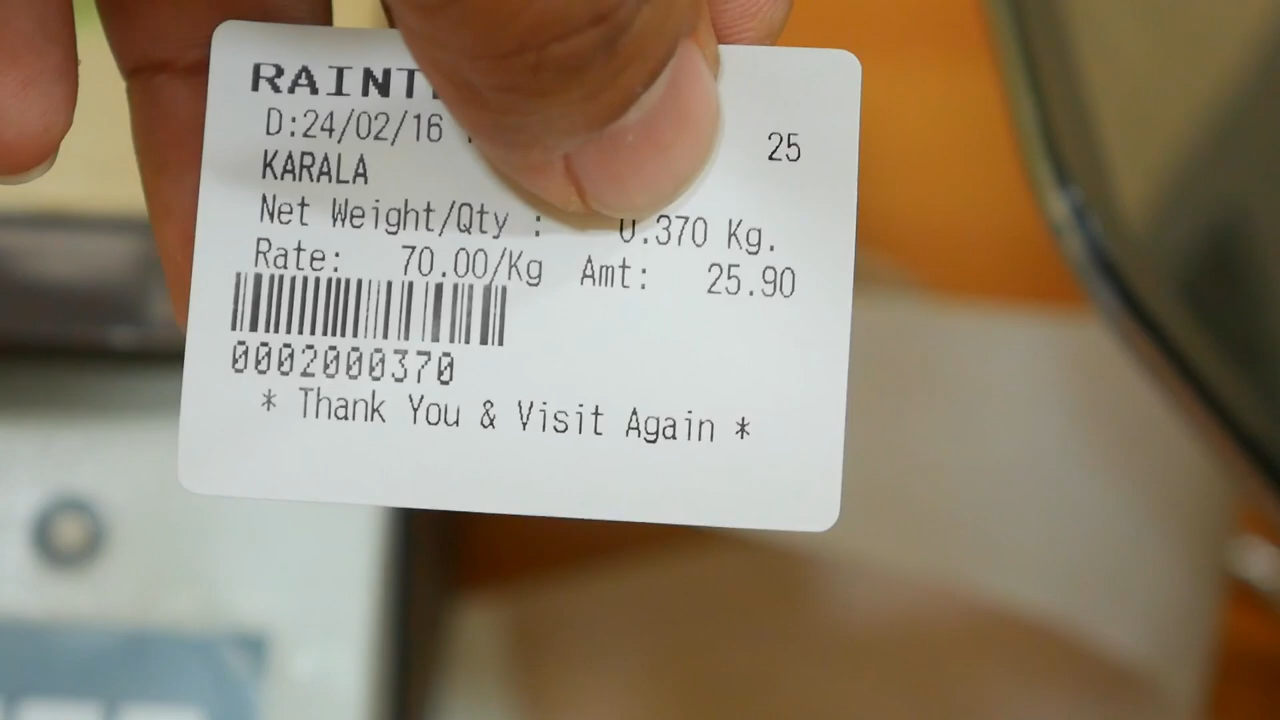 RAINT
D:24/02/16 25
KARALA
Net Weight/Qty : 0.370 Kg.
Rate: 70.00/Kg Amt: 25.90
0002000370
* Thank You & Visit Again *